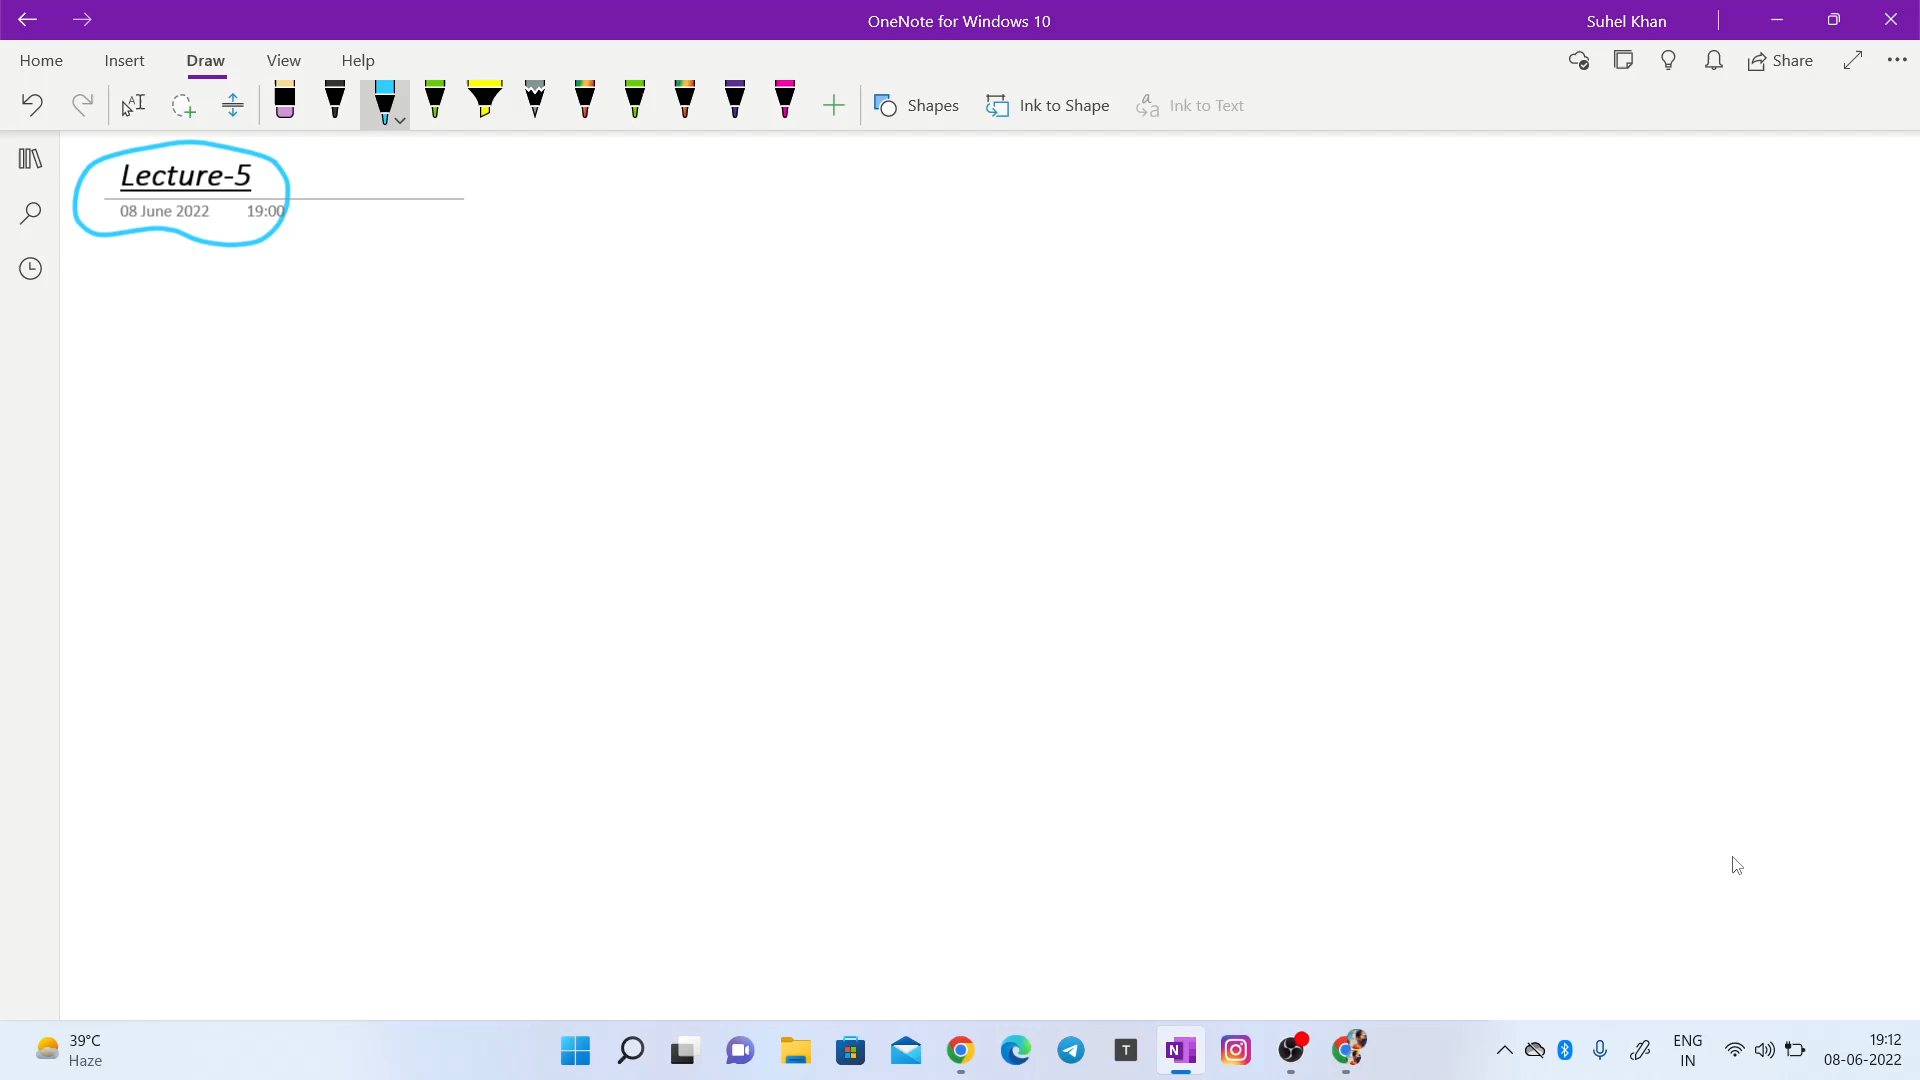 OneNote for Windows 10
Suhel Khan
Home Insert Draw View Help
Share
Shapes
Ink to Shape
Ink to Text
Lecture-5
08 June 2022 19:00
39°C
Haze
ENG
IN
19:12
08-06-2022